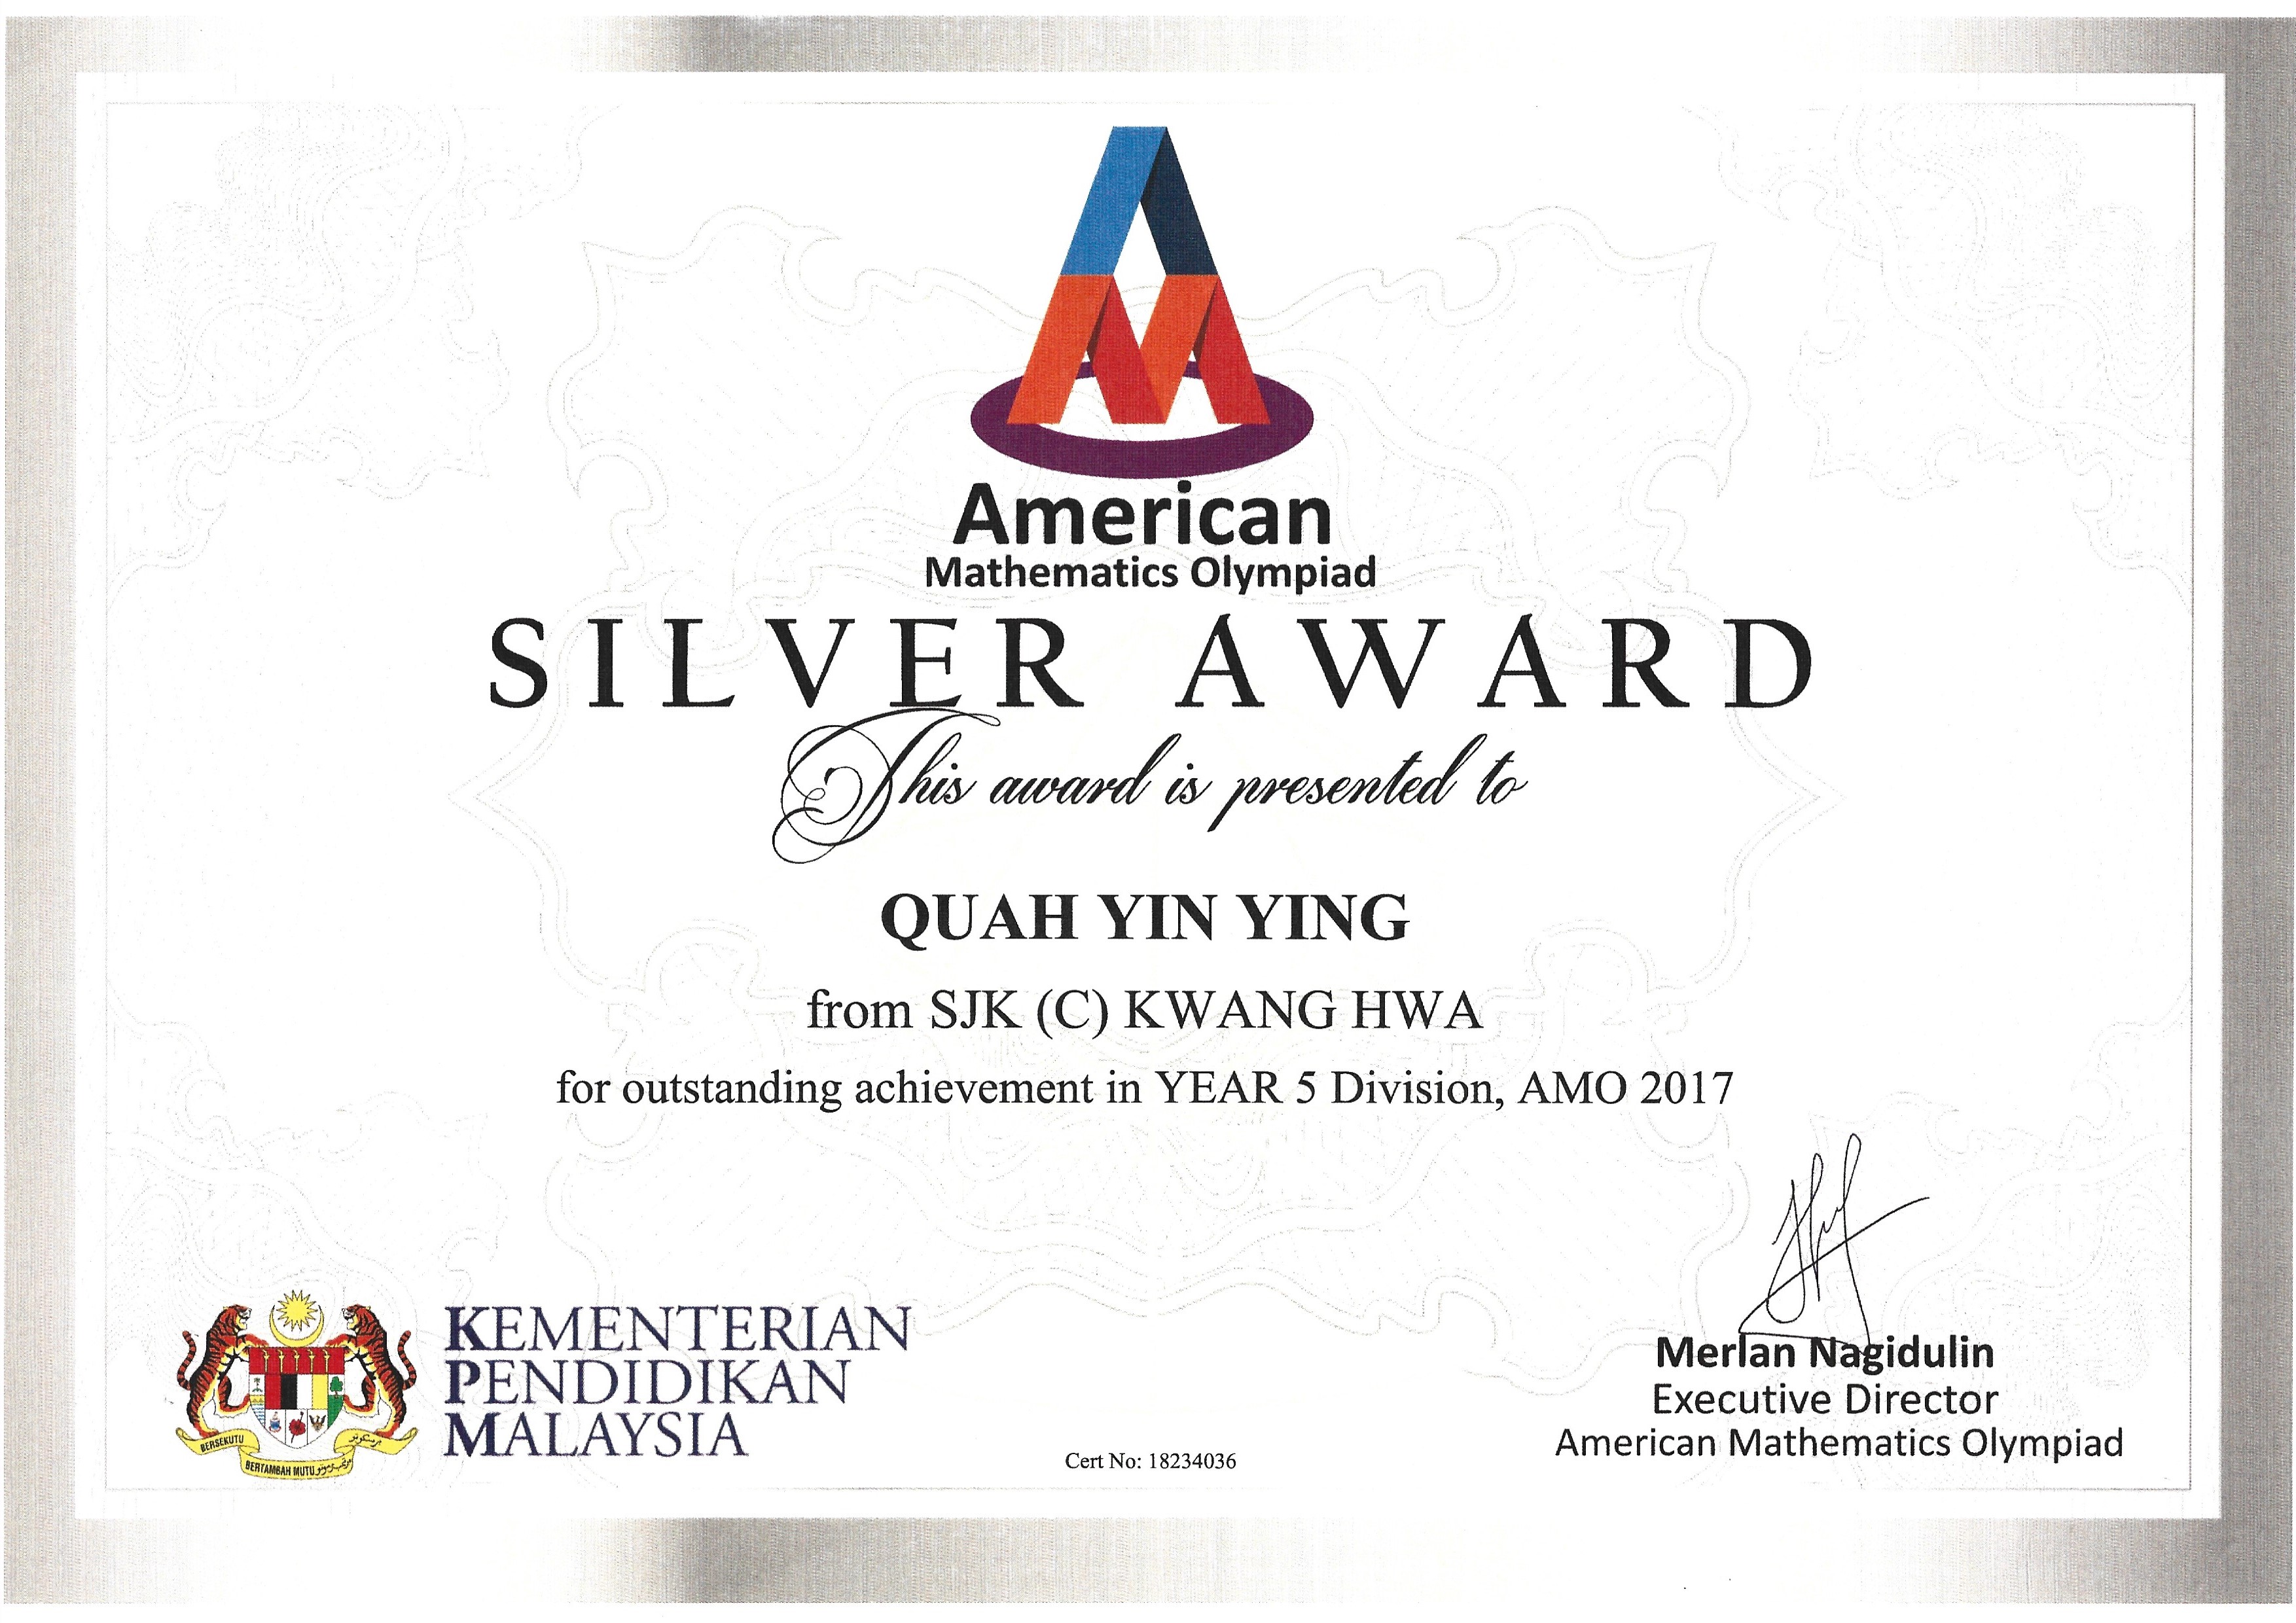 American
Mathematics Olympiad
SILVER AWARD
This award is presented to
QUAH YIN YING
from SJK (C) KWANG HWA
for outstanding achievement in YEAR 5 Division, AMO 2017
KEMENTERIAN
PENDIDIKAN
MALAYSIA
BERSEKUTU
BERTAMBAH MUTU
Cert No: 18234036
Merlan Nagidulin
Executive Director
American Mathematics Olympiad